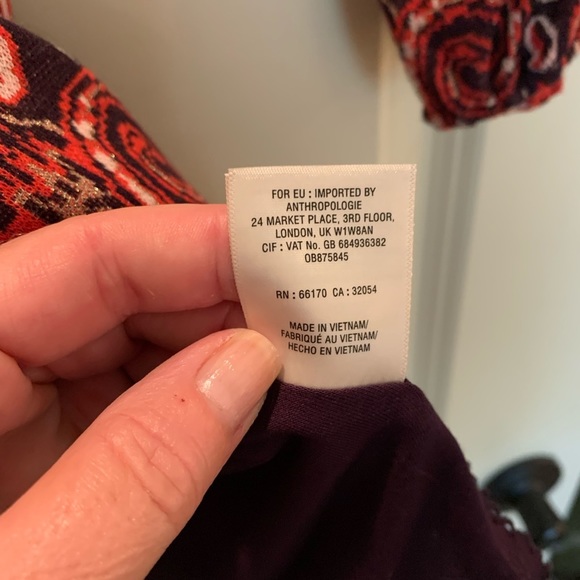 FOR EU : IMPORTED BY
ANTHROPOLOGIE
24 MARKET PLACE, 3RD FLOOR,
LONDON, UK W1W8AN
CIF : VAT No. GB 684936382
OB875845
RN : 66170 CA : 32054
MADE IN VIETNAM/
FABRIQUÉ AU VIETNAM/
HECHO EN VIETNAM